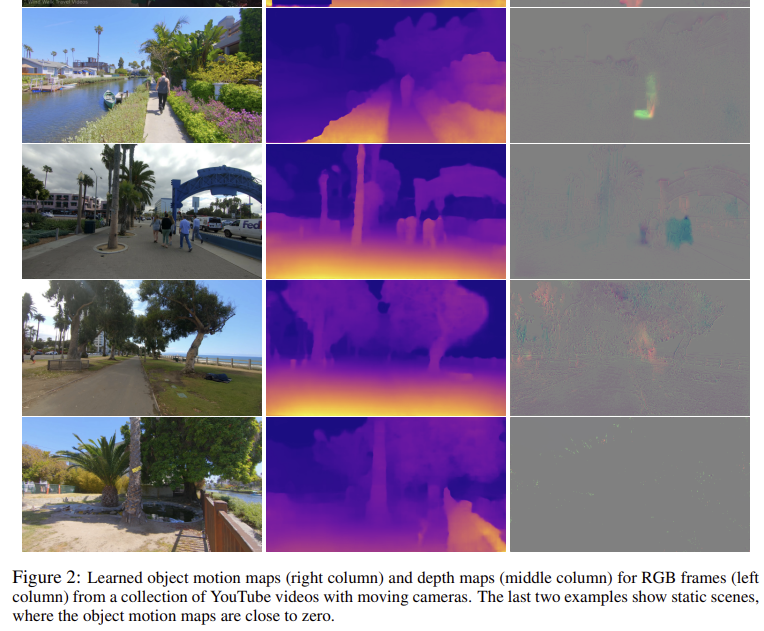 Fed
Figure 2: Learned object motion maps (right column) and depth maps (middle column) for RGB frames (left
column) from a collection of YouTube videos with moving cameras. The last two examples show static scenes,
where the object motion maps are close to zero.